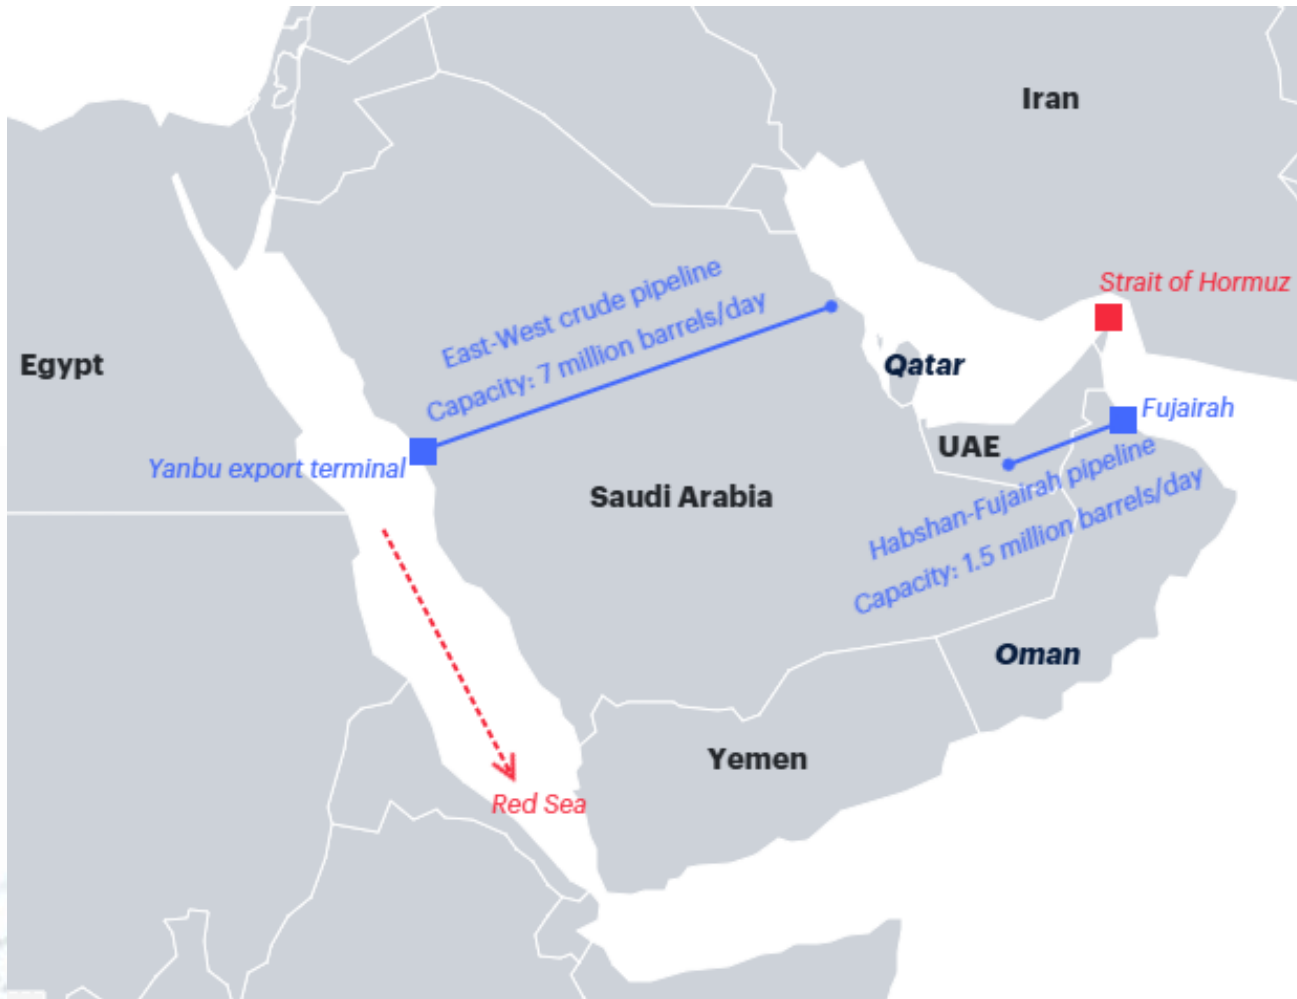 Iran
Strait of Hormuz
East-West crude pipeline
Capacity: 7 million barrels/day
Egypt
Qatar
Fujairah
UAE
Yanbu export terminal
Saudi Arabia
Habshan-Fujairah pipeline
Capacity: 1.5 million barrels/day
Oman
Yemen
Red Sea